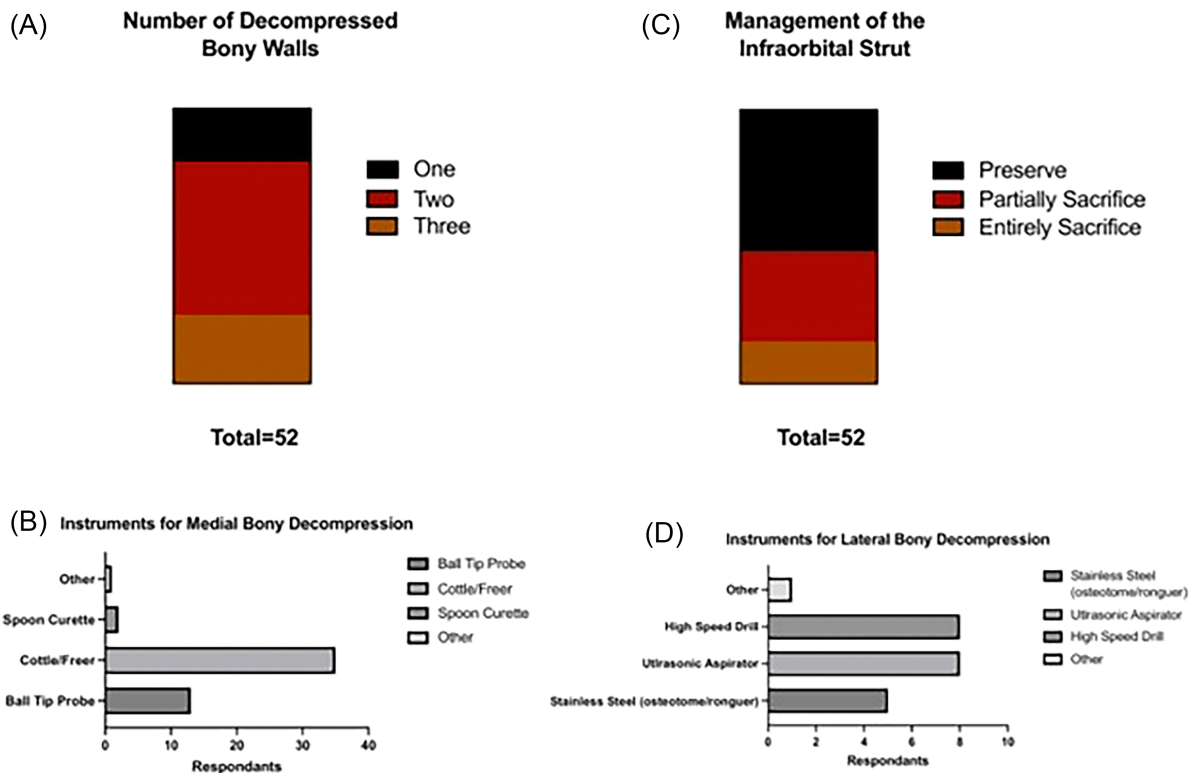 (A)
Number of Decompressed
Bony Walls
One
Two
Three
Total=52
(C)
Management of the
Infraorbital Strut
Preserve
Partially Sacrifice
Entirely Sacrifice
Total=52
(B)
Instruments for Medial Bony Decompression
Other
Spoon Curette
Cottle/Freer
Ball Tip Probe
0 10 20 30 40
Respondants
Ball Tip Probe
Cottle/Freer
Spoon Curette
Other
(D)
Instruments for Lateral Bony Decompression
Other
High Speed Drill
Utlrasonic Aspirator
Stainless Steel (osteotome/ronguer)
0 2 4 6 8 10
Respondants
Stainless Steel
(osteotome/ronguer)
Utlrasonic Aspirator
High Speed Drill
Other